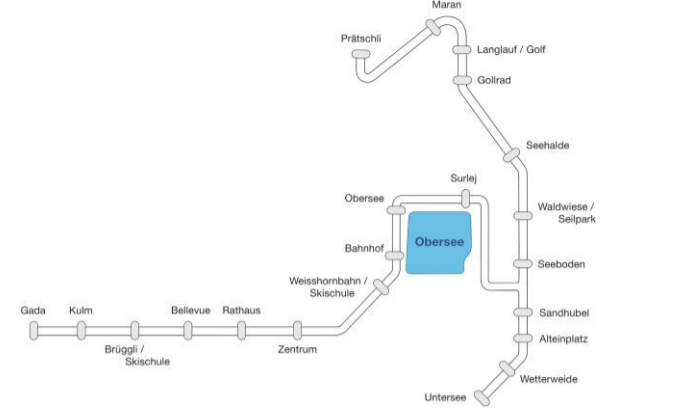 Maran
Prätschli
Langlauf / Golf
Gollrad
Seehalde
Surlej
Obersee
Waldwiese /
Seilpark
Obersee
Bahnhof
Seeboden
Weisshornbahn /
Skischule
Gada
Kulm
Bellevue
Rathaus
Sandhubel
Alteinplatz
Brüggli /
Skischule
Zentrum
Wetterweide
Untersee